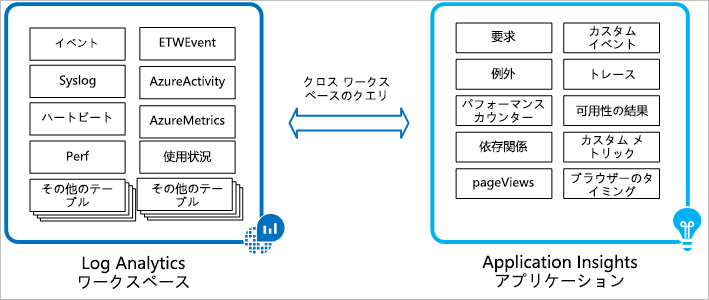 イベント
ETWEvent
Syslog
AzureActivity
ハートビート
AzureMetrics
Perf
使用状況
その他のテー
ブル
その他のテー
ブル
Log Analytics
ワークスペース
クロス ワークス
ペースのクエリ
要求
カスタム
イベント
例外
トレース
パフォーマンス
カウンター
可用性の結果
依存関係
カスタム メ
トリック
pageViews
ブラウザーのタ
イミング
Application Insights
アプリケーション